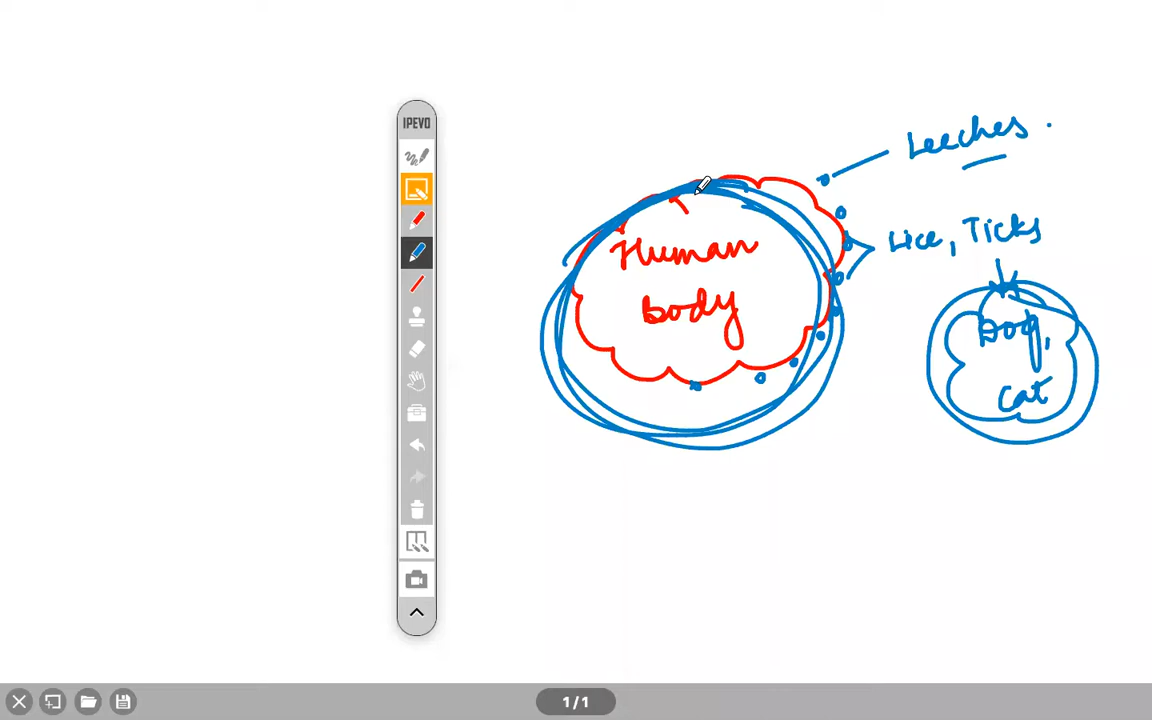 IPEVO
Leeches.
Human
body
Lice, Ticks
Dog,
cat
1/1